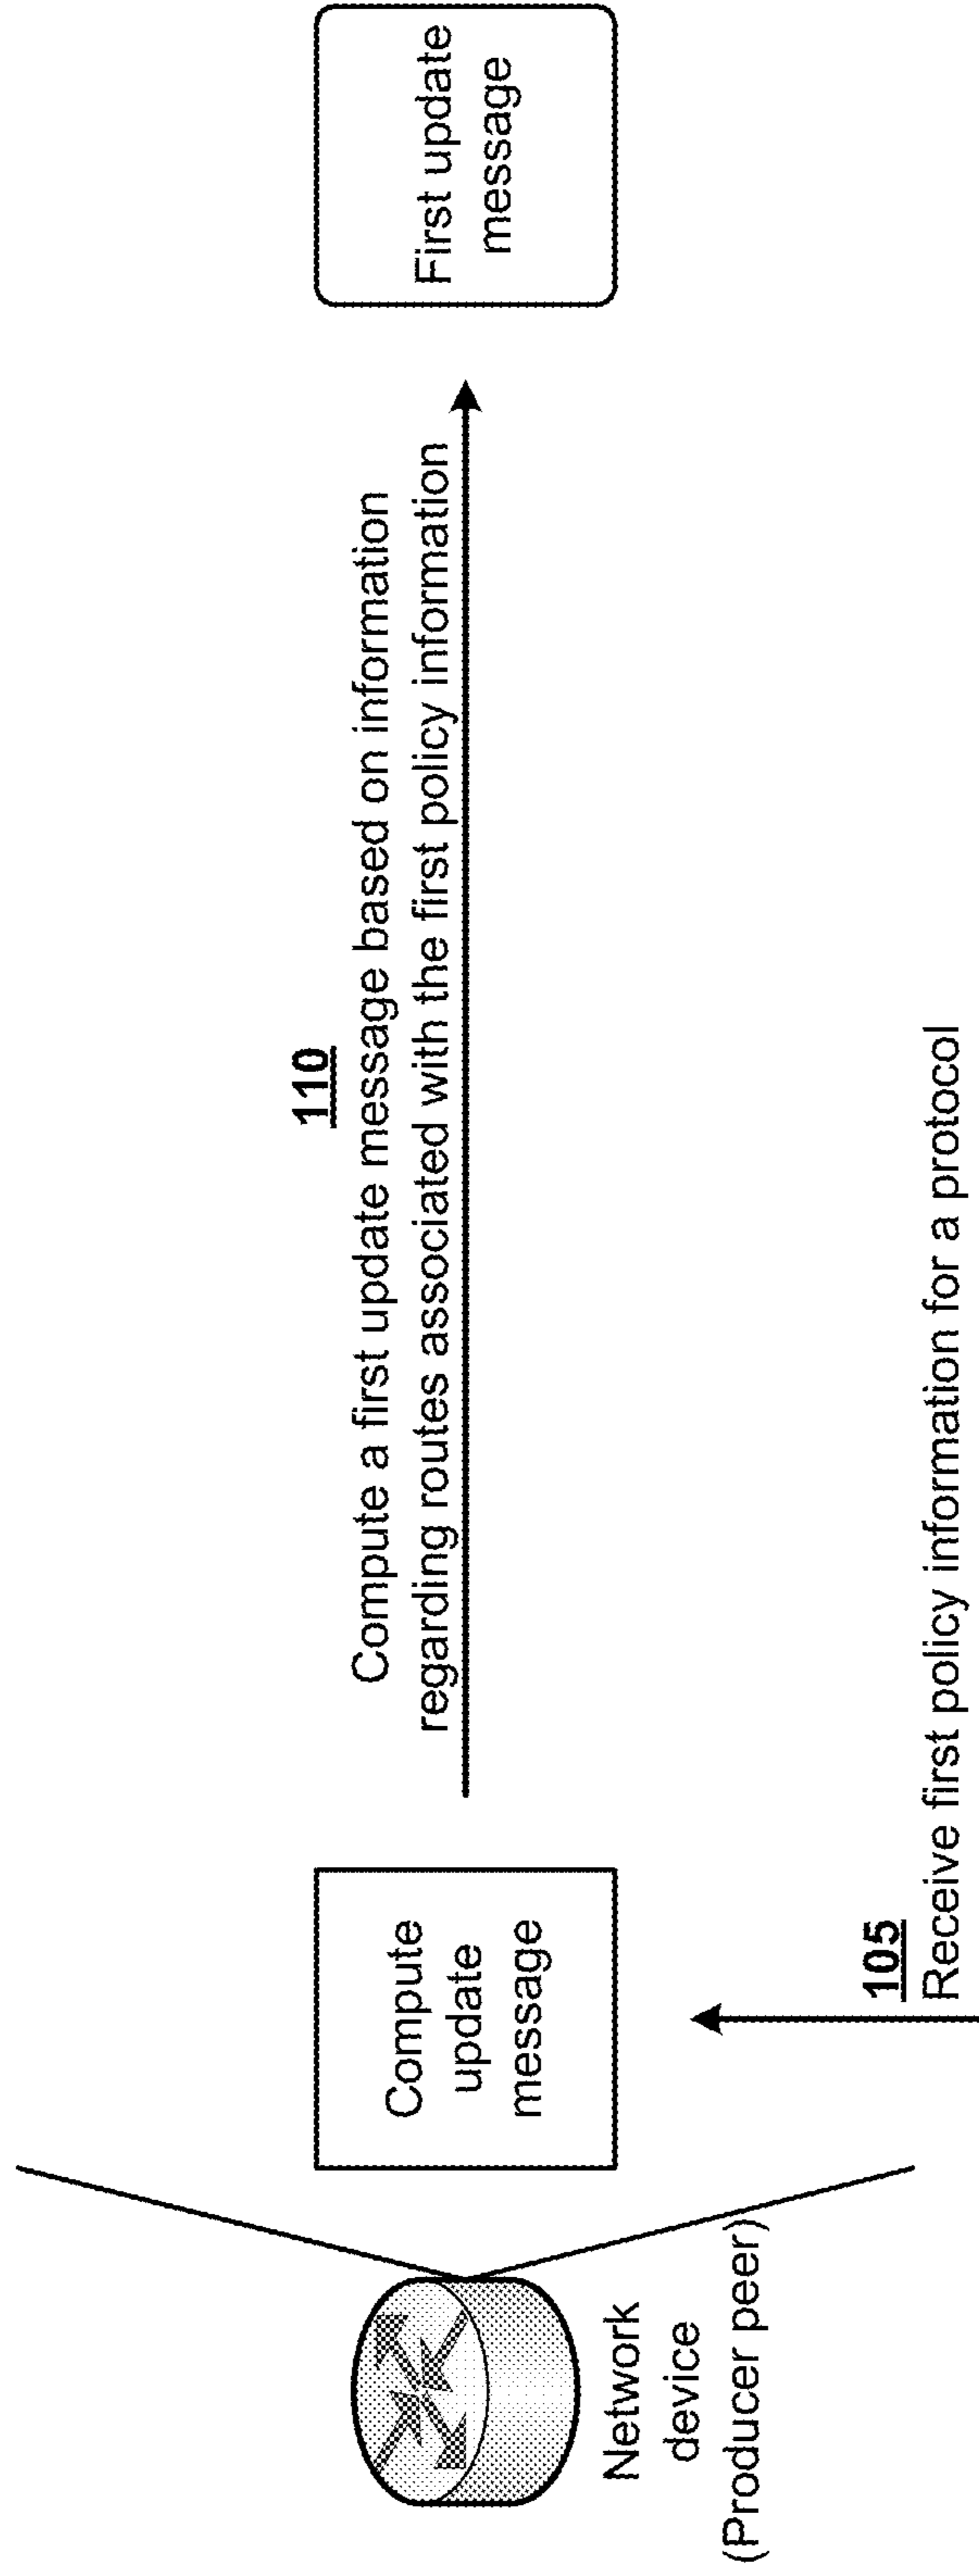 110
Compute a first update message based on information
regarding routes associated with the first policy information
First update
message
Compute
update
message
Network
device
(Producer peer)
105
Receive first policy information for a protocol